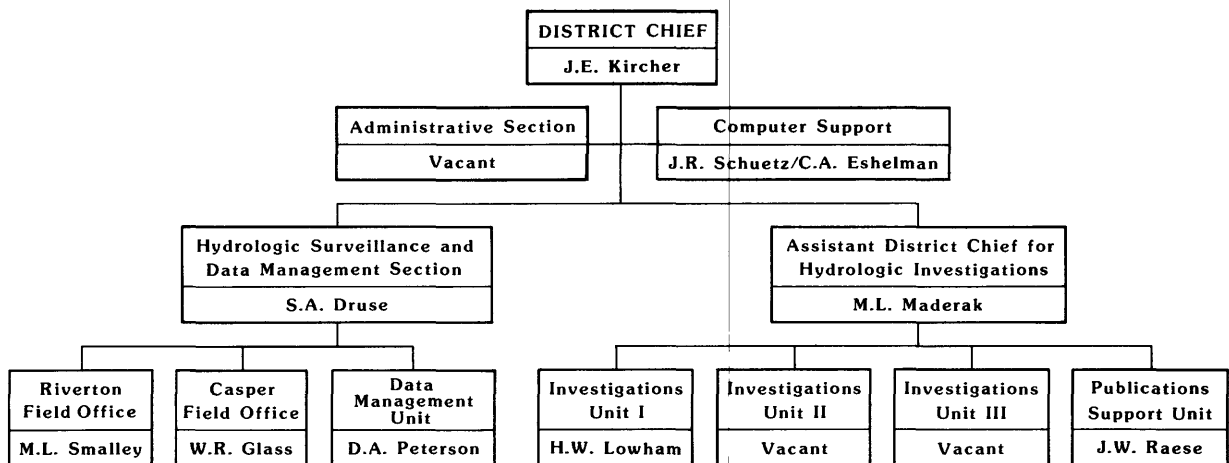 DISTRICT CHIEF
J.E. Kircher
Administrative Section
Vacant
Computer Support
J.R. Schuetz/C.A. Eshelman
Hydrologic Surveillance and
Data Management Section
S.A. Druse
Assistant District Chief for
Hydrologic Investigations
M.L. Maderak
Riverton
Field Office
M.L. Smalley
Casper
Field Office
W.R. Glass
Data
Management
Unit
D.A. Peterson
Investigations
Unit I
H.W. Lowham
Investigations
Unit II
Vacant
Investigations
Unit III
Vacant
Publications
Support Unit
J.W. Raese